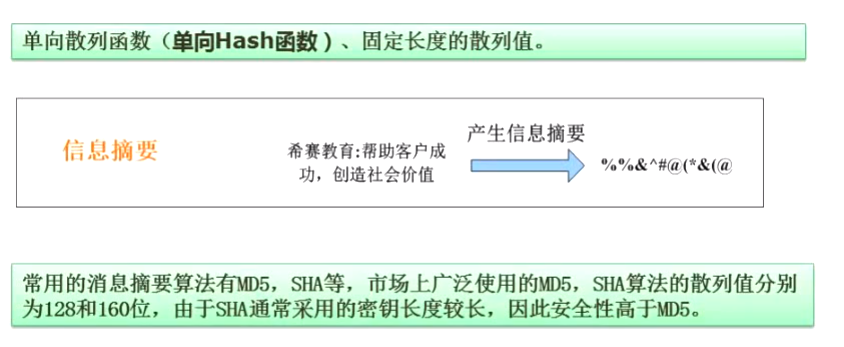 单向散列函数（单向Hash函数）、固定长度的散列值。
产生信息摘要
信息摘要
希赛教育:帮助客户成
功，创造社会价值
%%&^#@(*&(@
常用的消息摘要算法有MD5，SHA等，市场上广泛使用的MD5，SHA算法的散列值分别
为128和160位，由于SHA通常采用的密钥长度较长，因此安全性高于MD5。